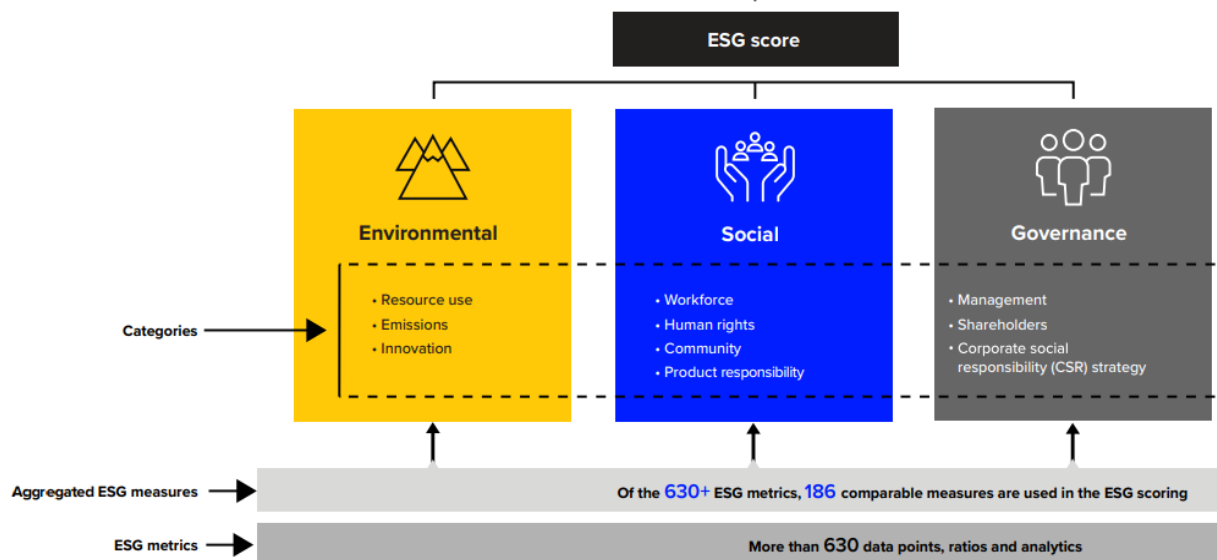 ESG score
Environmental
Social
Governance
Categories
• Resource use
• Emissions
• Innovation
• Workforce
• Human rights
• Community
• Product responsibility
• Management
• Shareholders
• Corporate social
responsibility (CSR) strategy
Aggregated ESG measures
Of the 630+ ESG metrics, 186 comparable measures are used in the ESG scoring
ESG metrics
More than 630 data points, ratios and analytics